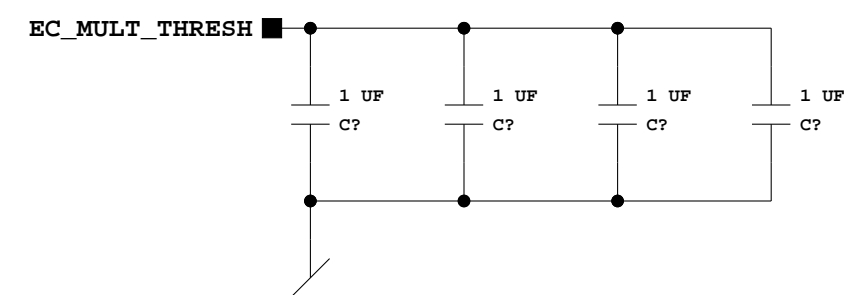 EC_MULT_THRESH
1 UF 1 UF 1 UF 1 UF
C? C? C? C?